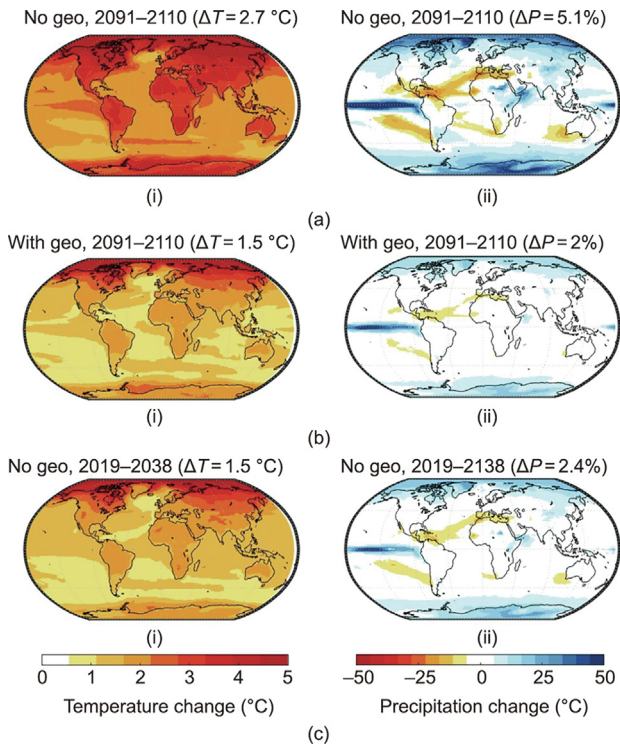 No geo, 2091–2110 (ΔT = 2.7 °C)
No geo, 2091–2110 (ΔP = 5.1%)
(i)
(ii)
(a)
With geo, 2091–2110 (ΔT = 1.5 °C)
With geo, 2091–2110 (ΔP = 2%)
(i)
(ii)
(b)
No geo, 2019–2038 (ΔT = 1.5 °C)
No geo, 2019–2138 (ΔP = 2.4%)
(i)
(ii)
0 1 2 3 4 5
−50 −25 0 25 50
Temperature change (°C)
Precipitation change (°C)
(c)